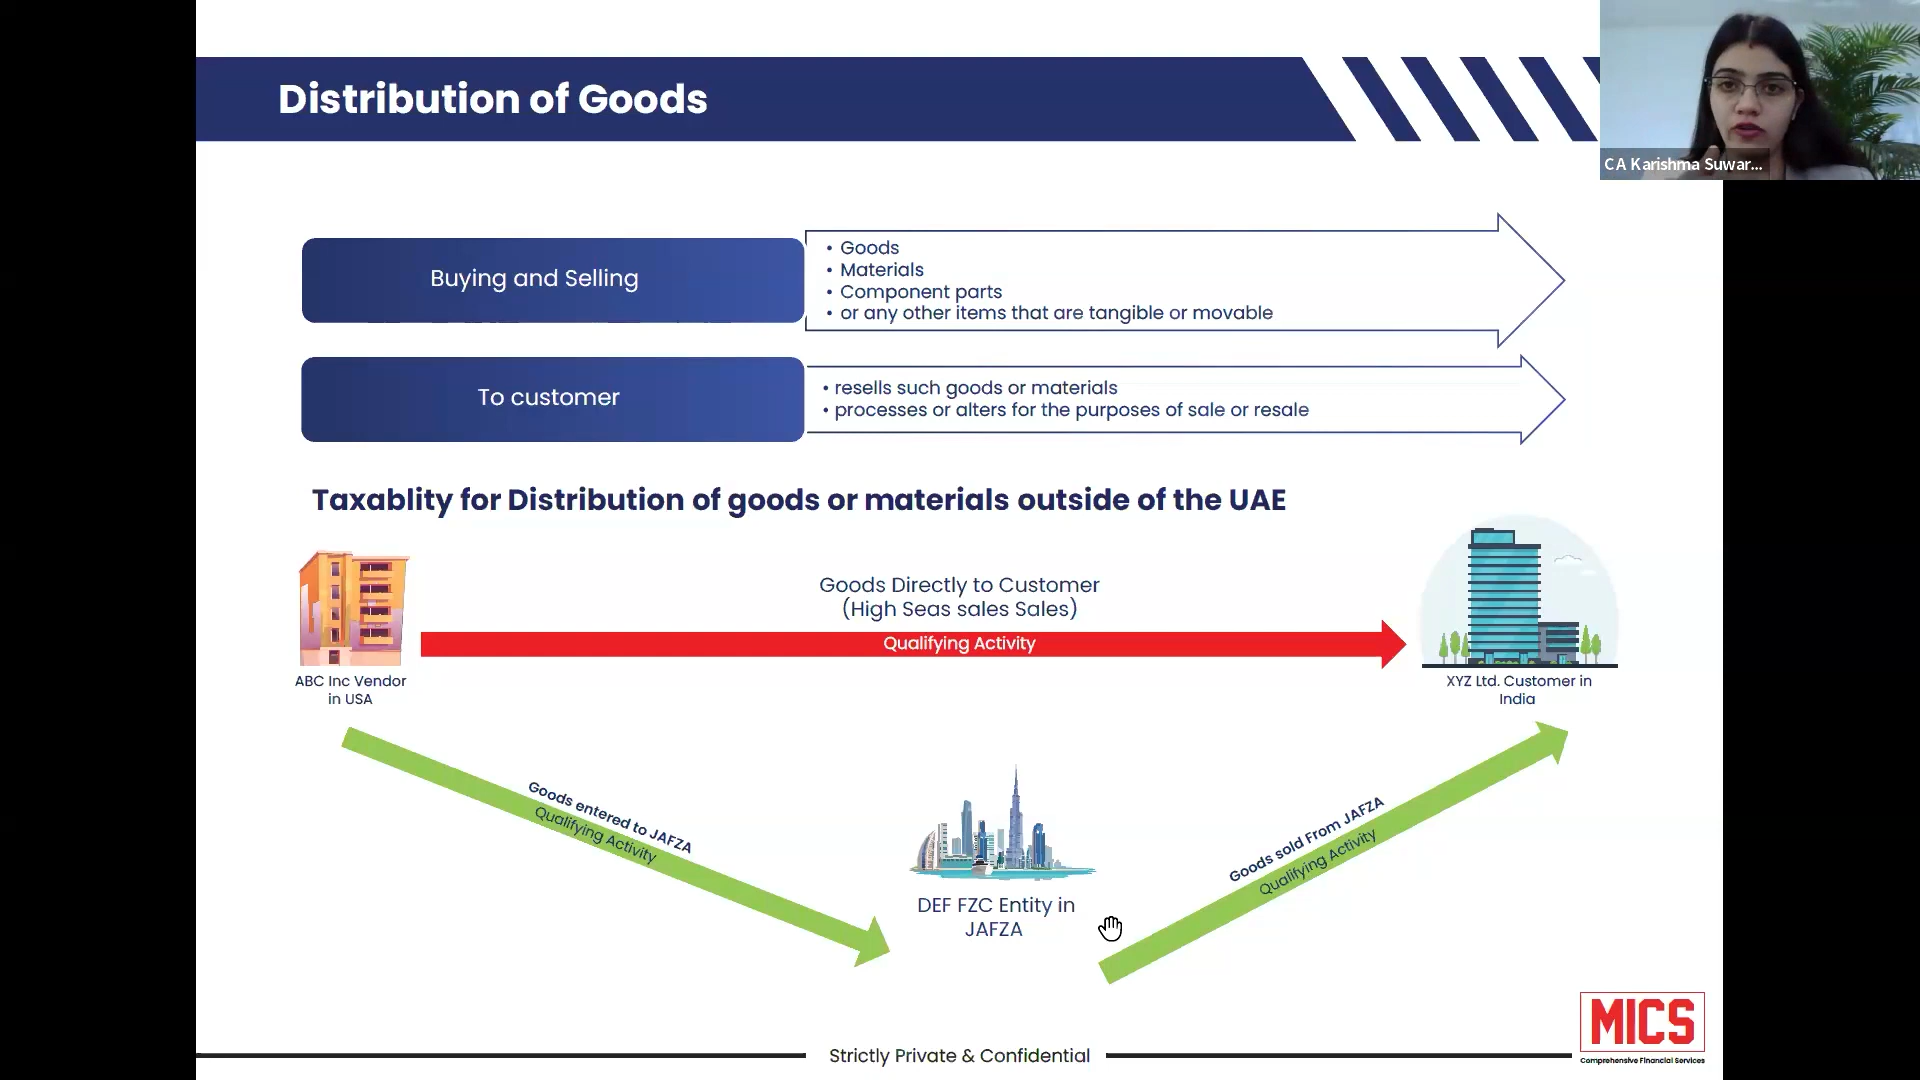 Distribution of Goods
CA Karishma Suwar...
Buying and Selling
• Goods
• Materials
• Component parts
• or any other items that are tangible or movable
To customer
• resells such goods or materials
• processes or alters for the purposes of sale or resale
Taxablity for Distribution of goods or materials outside of the UAE
Goods Directly to Customer
(High Seas sales Sales)
Qualifying Activity
ABC Inc Vendor
in USA
XYZ Ltd. Customer in
India
Goods entered to JAFZA
Qualifying Activity
Goods sold From JAFZA
Qualifying Activity
DEF FZC Entity in
JAFZA
MICS
Comprehensive Financial Services
Strictly Private & Confidential